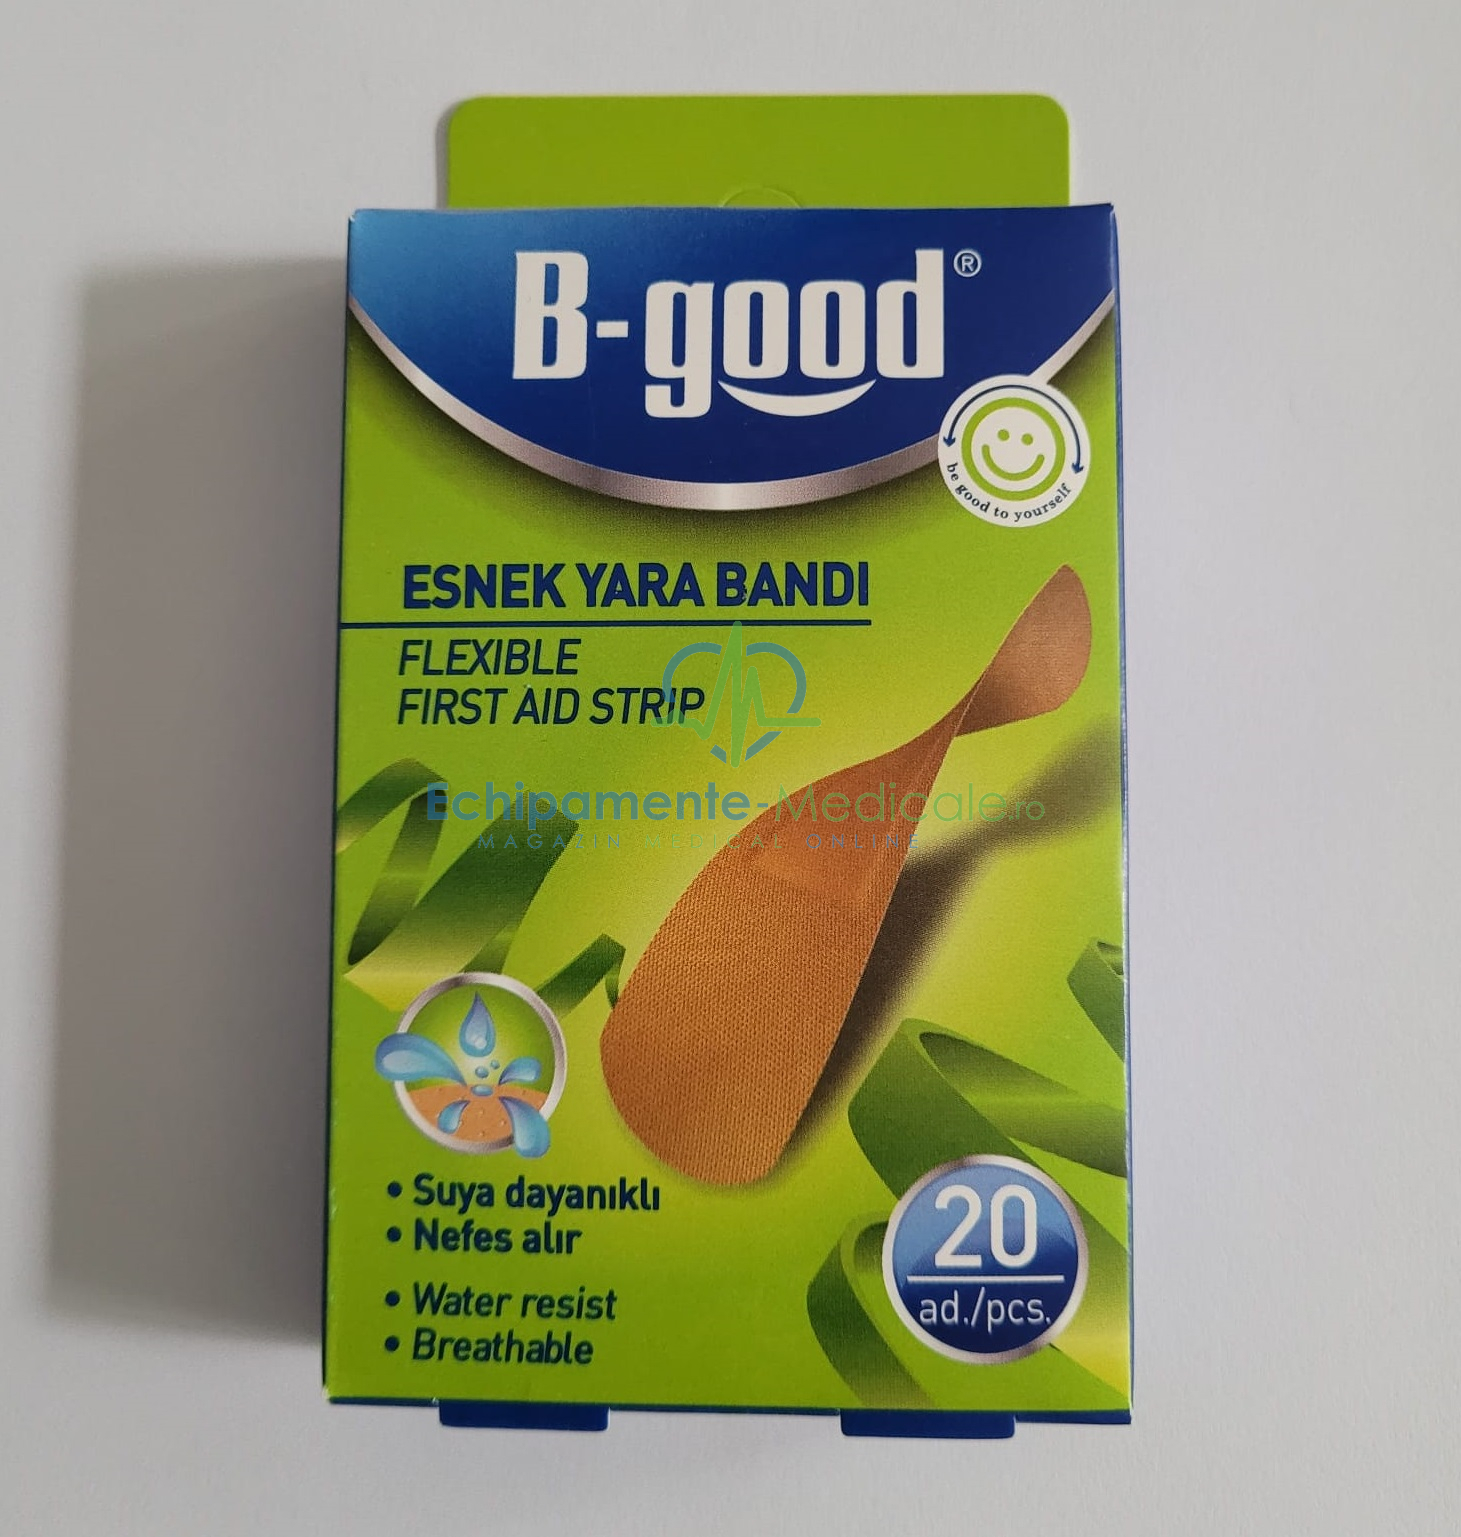 B-good®
be good to yourself
ESNEK YARA BANDI
FLEXIBLE
FIRST AID STRIP
Echipamente-Medicale.ro
MAGAZIN MEDICAL ONLINE
• Suya dayanıklı
• Nefes alır
• Water resist
• Breathable
20
ad./pcs.